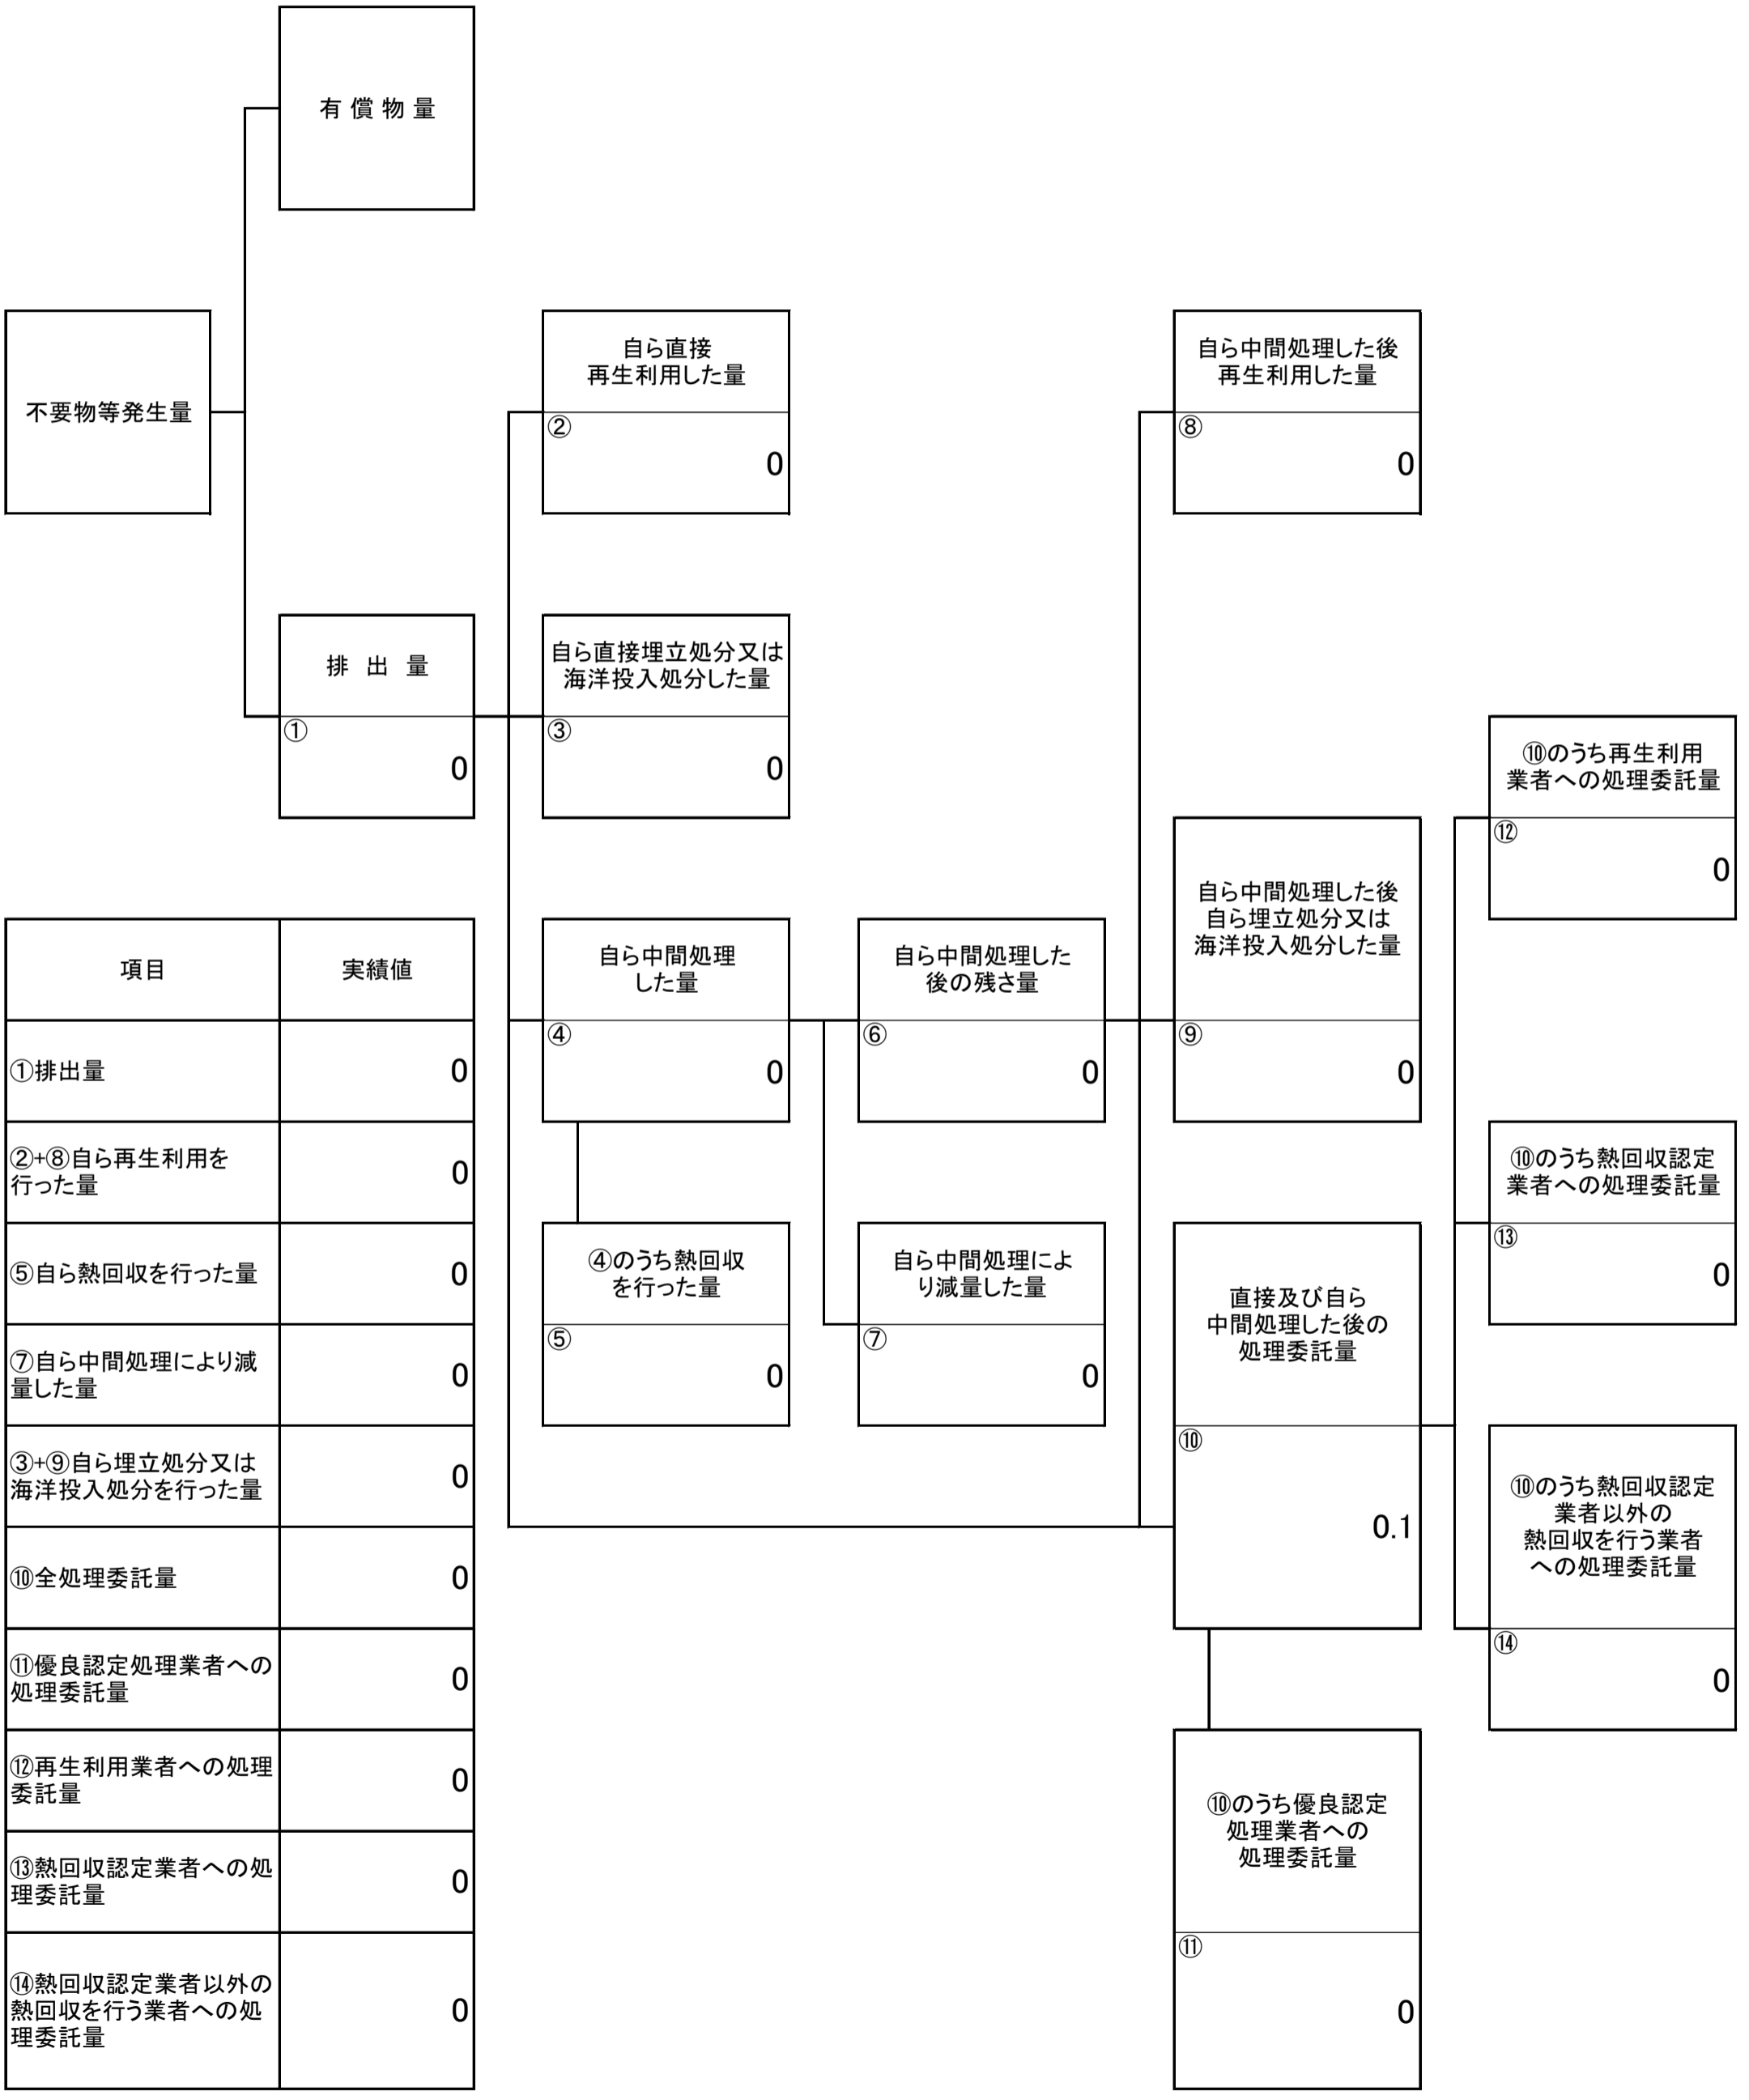 有 償 物 量
不要物等発生量
自ら直接
再生利用した量
②
0
自ら中間処理した後
再生利用した量
⑧
0
排 出 量
①
0
自ら直接埋立処分又は
海洋投入処分した量
③
0
⑩のうち再生利用
業者への処理委託量
⑫
0
自ら中間処理した後
自ら埋立処分又は
海洋投入処分した量
⑨
0
自ら中間処理
した量
④
0
自ら中間処理した
後の残さ量
⑥
0
⑩のうち熱回収認定
業者への処理委託量
⑬
0
④のうち熱回収
を行った量
⑤
0
自ら中間処理によ
り減量した量
⑦
0
直接及び自ら
中間処理した後の
処理委託量
⑩
0.1
⑩のうち熱回収認定
業者以外の
熱回収を行う業者
への処理委託量
⑭
0
⑩のうち優良認定
処理業者への
処理委託量
⑪
0
項目 実績値
①排出量 0
②+⑧自ら再生利用を
行った量 0
⑤自ら熱回収を行った量 0
⑦自ら中間処理により減
量した量 0
③+⑨自ら埋立処分又は
海洋投入処分を行った量 0
⑩全処理委託量 0
⑪優良認定処理業者への
処理委託量 0
⑫再生利用業者への処理
委託量 0
⑬熱回収認定業者への処
理委託量 0
⑭熱回収認定業者以外の
熱回収を行う業者への処
理委託量 0